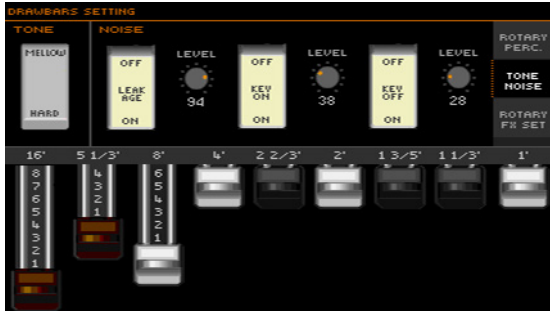 DRAWBARS SETTING
TONE
NOISE
MELLOW
HARD
OFF
LEAK
AGE
ON
LEVEL
94
OFF
KEY
ON
ON
LEVEL
38
OFF
KEY
OFF
ON
LEVEL
28
ROTARY
PERC.
TONE
NOISE
ROTARY
FX SET
16' 5 1/3' 8' 4' 2 2/3' 2' 1 3/5' 1 1/3' 1'
8
7
6
5
4
3
2
1
4
3
2
1
6
5
4
3
2
1